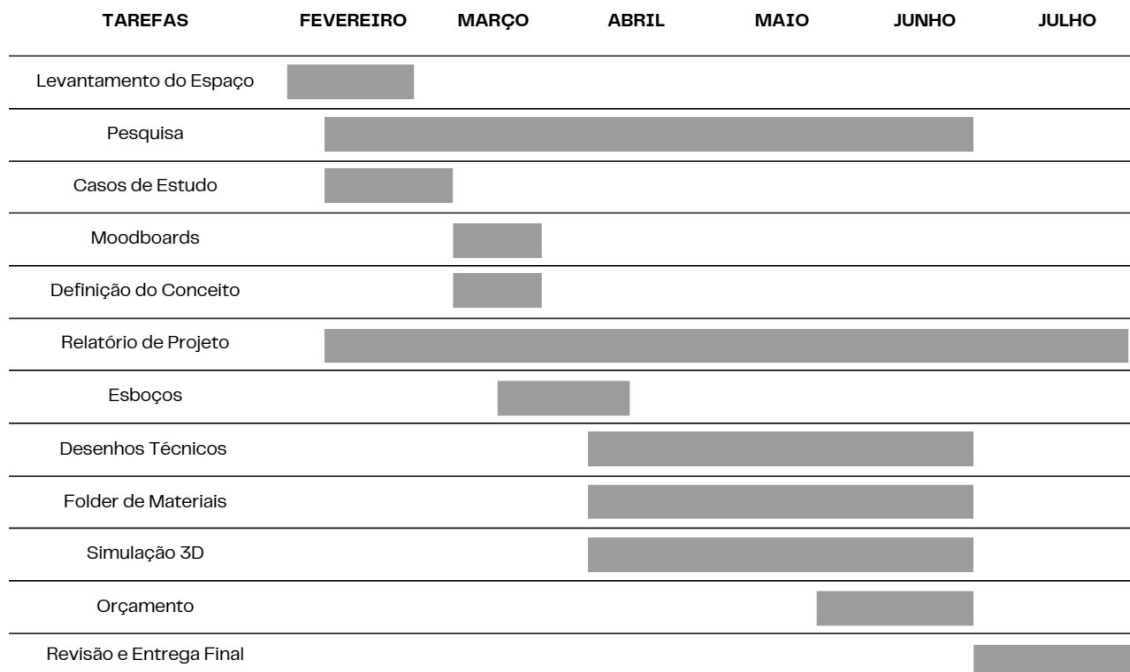 TAREFAS FEVEREIRO MARÇO ABRIL MAIO JUNHO JULHO
Levantamento do Espaço
Pesquisa
Casos de Estudo
Moodboards
Definição do Conceito
Relatório de Projeto
Esboços
Desenhos Técnicos
Folder de Materiais
Simulação 3D
Orçamento
Revisão e Entrega Final